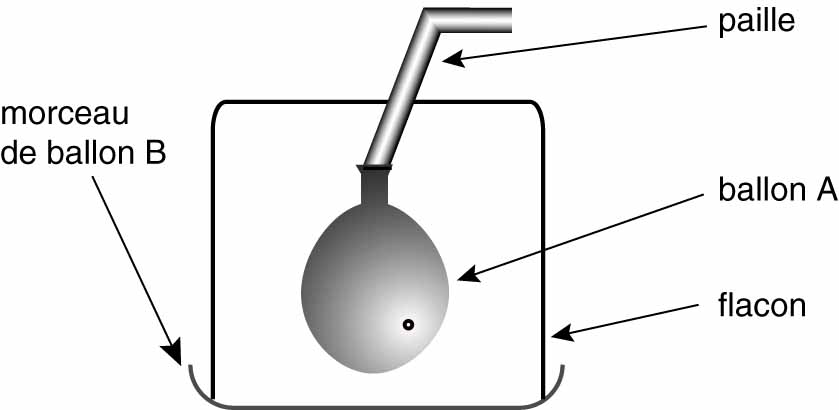 paille
morceau
de ballon B
ballon A
flacon